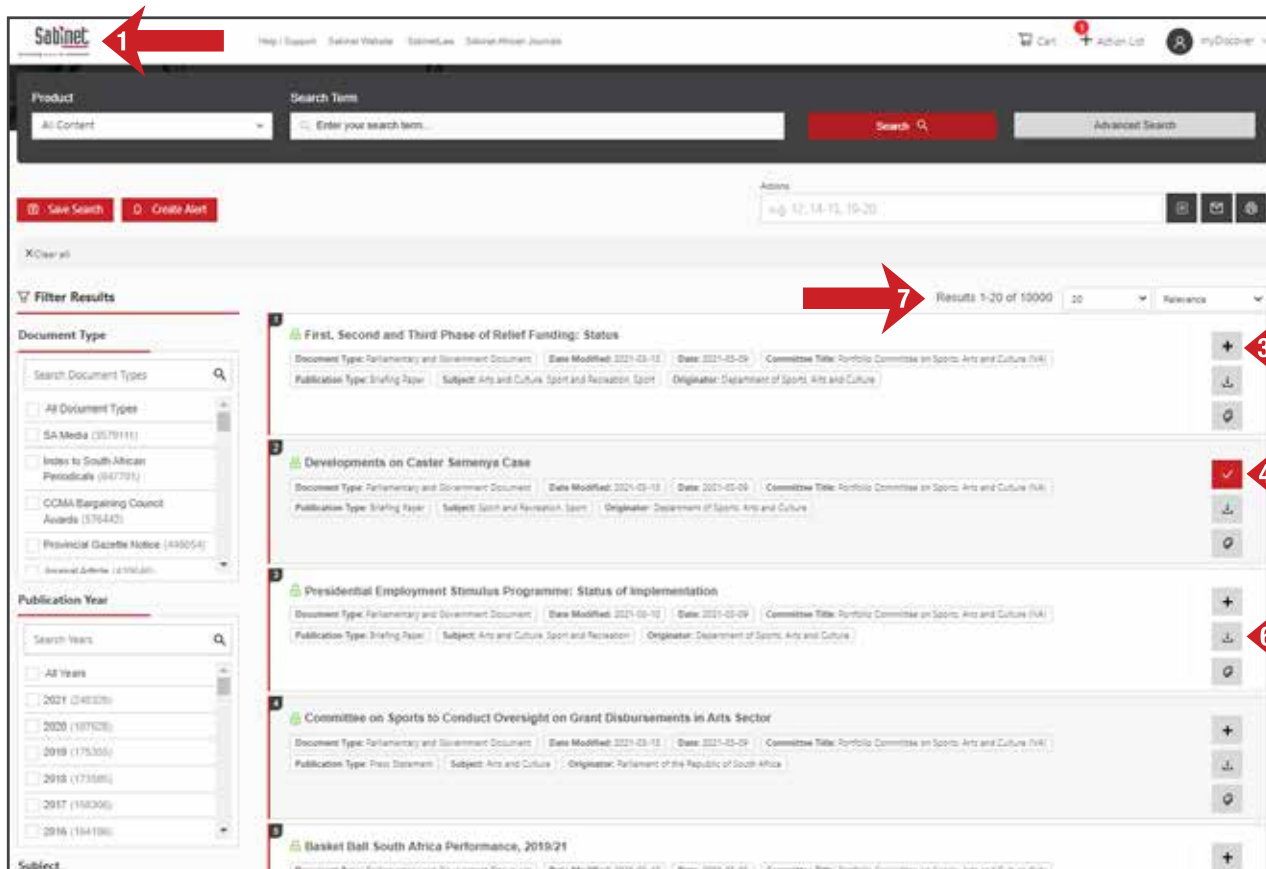 Sabinet
1
Help | Support Sabinet Website SabinetLaw Sabinet African Journals
Cart
1
Action List
myDiscover
Product
Search Term
All Content
Enter your search term...
Search
Advanced Search
Save Search
Create Alert
Actions
e.g. 12, 14-15, 19-20
X Clear all
Filter Results
7
Results 1-20 of 10000
20
Relevance
Document Type
Search Document Types
All Document Types
SA Media (3579111)
Index to South African
Periodicals
CCMA Bargaining Council
Awards (576442)
Provincial Gazette Notice
Journal Article
Publication Year
Search Years
All Years
2021
2020
2019
2018
2017
2016
Subject
1
First, Second and Third Phase of Relief Funding: Status
Document Type: Parliamentary and Government Document Date Modified: 2021-03-10 Date: 2021-03-09 Committee Title: Portfolio Committee on Sports, Arts and Culture (NA)
Publication Type: Briefing Paper Subject: Arts and Culture, Sport and Recreation, Sport Originator: Department of Sports, Arts and Culture
3
2
Developments on Caster Semenya Case
Document Type: Parliamentary and Government Document Date Modified: 2021-03-10 Date: 2021-03-09 Committee Title: Portfolio Committee on Sports, Arts and Culture (NA)
Publication Type: Briefing Paper Subject: Sport and Recreation, Sport Originator: Department of Sports, Arts and Culture
4
3
Presidential Employment Stimulus Programme: Status of Implementation
Document Type: Parliamentary and Government Document Date Modified: 2021-03-10 Date: 2021-03-09 Committee Title: Portfolio Committee on Sports, Arts and Culture (NA)
Publication Type: Briefing Paper Subject: Arts and Culture, Sport and Recreation Originator: Department of Sports, Arts and Culture
6
4
Committee on Sports to Conduct Oversight on Grant Disbursements in Arts Sector
Document Type: Parliamentary and Government Document Date Modified: 2021-03-10 Date: 2021-03-09 Committee Title: Portfolio Committee on Sports, Arts and Culture (NA)
Publication Type: Press Statement Subject: Arts and Culture Originator: Parliament of the Republic of South Africa
5
Basket Ball South Africa Performance, 2019/21